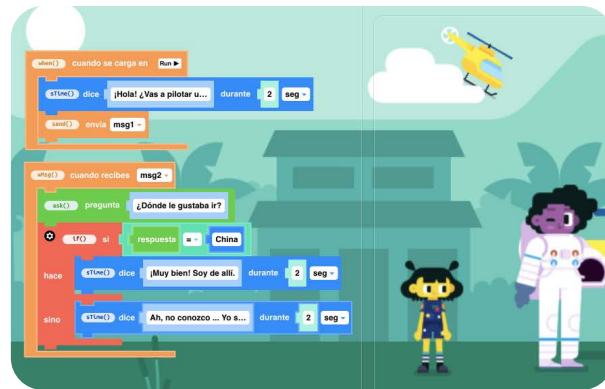 when() cuando se carga en Run ▶
sTime() dice ¡Hola! ¿Vas a pilotar u... durante 2 seg
send() envía msg1
wMsg() cuando recibes msg2
ask() pregunta ¿Dónde le gustaba ir?
if() si respuesta = China
hace sTime() dice ¡Muy bien! Soy de allí. durante 2 seg
sino sTime() dice Ah, no conozco ... Yo s... durante 2 seg